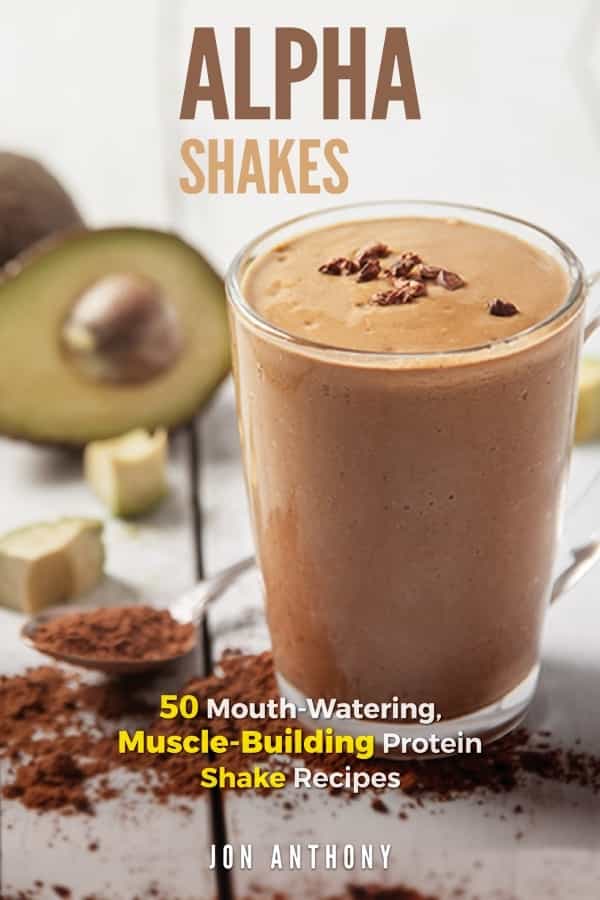 ALPHA
SHAKES
50 Mouth-Watering,
Muscle-Building Protein
Shake Recipes
JON ANTHONY